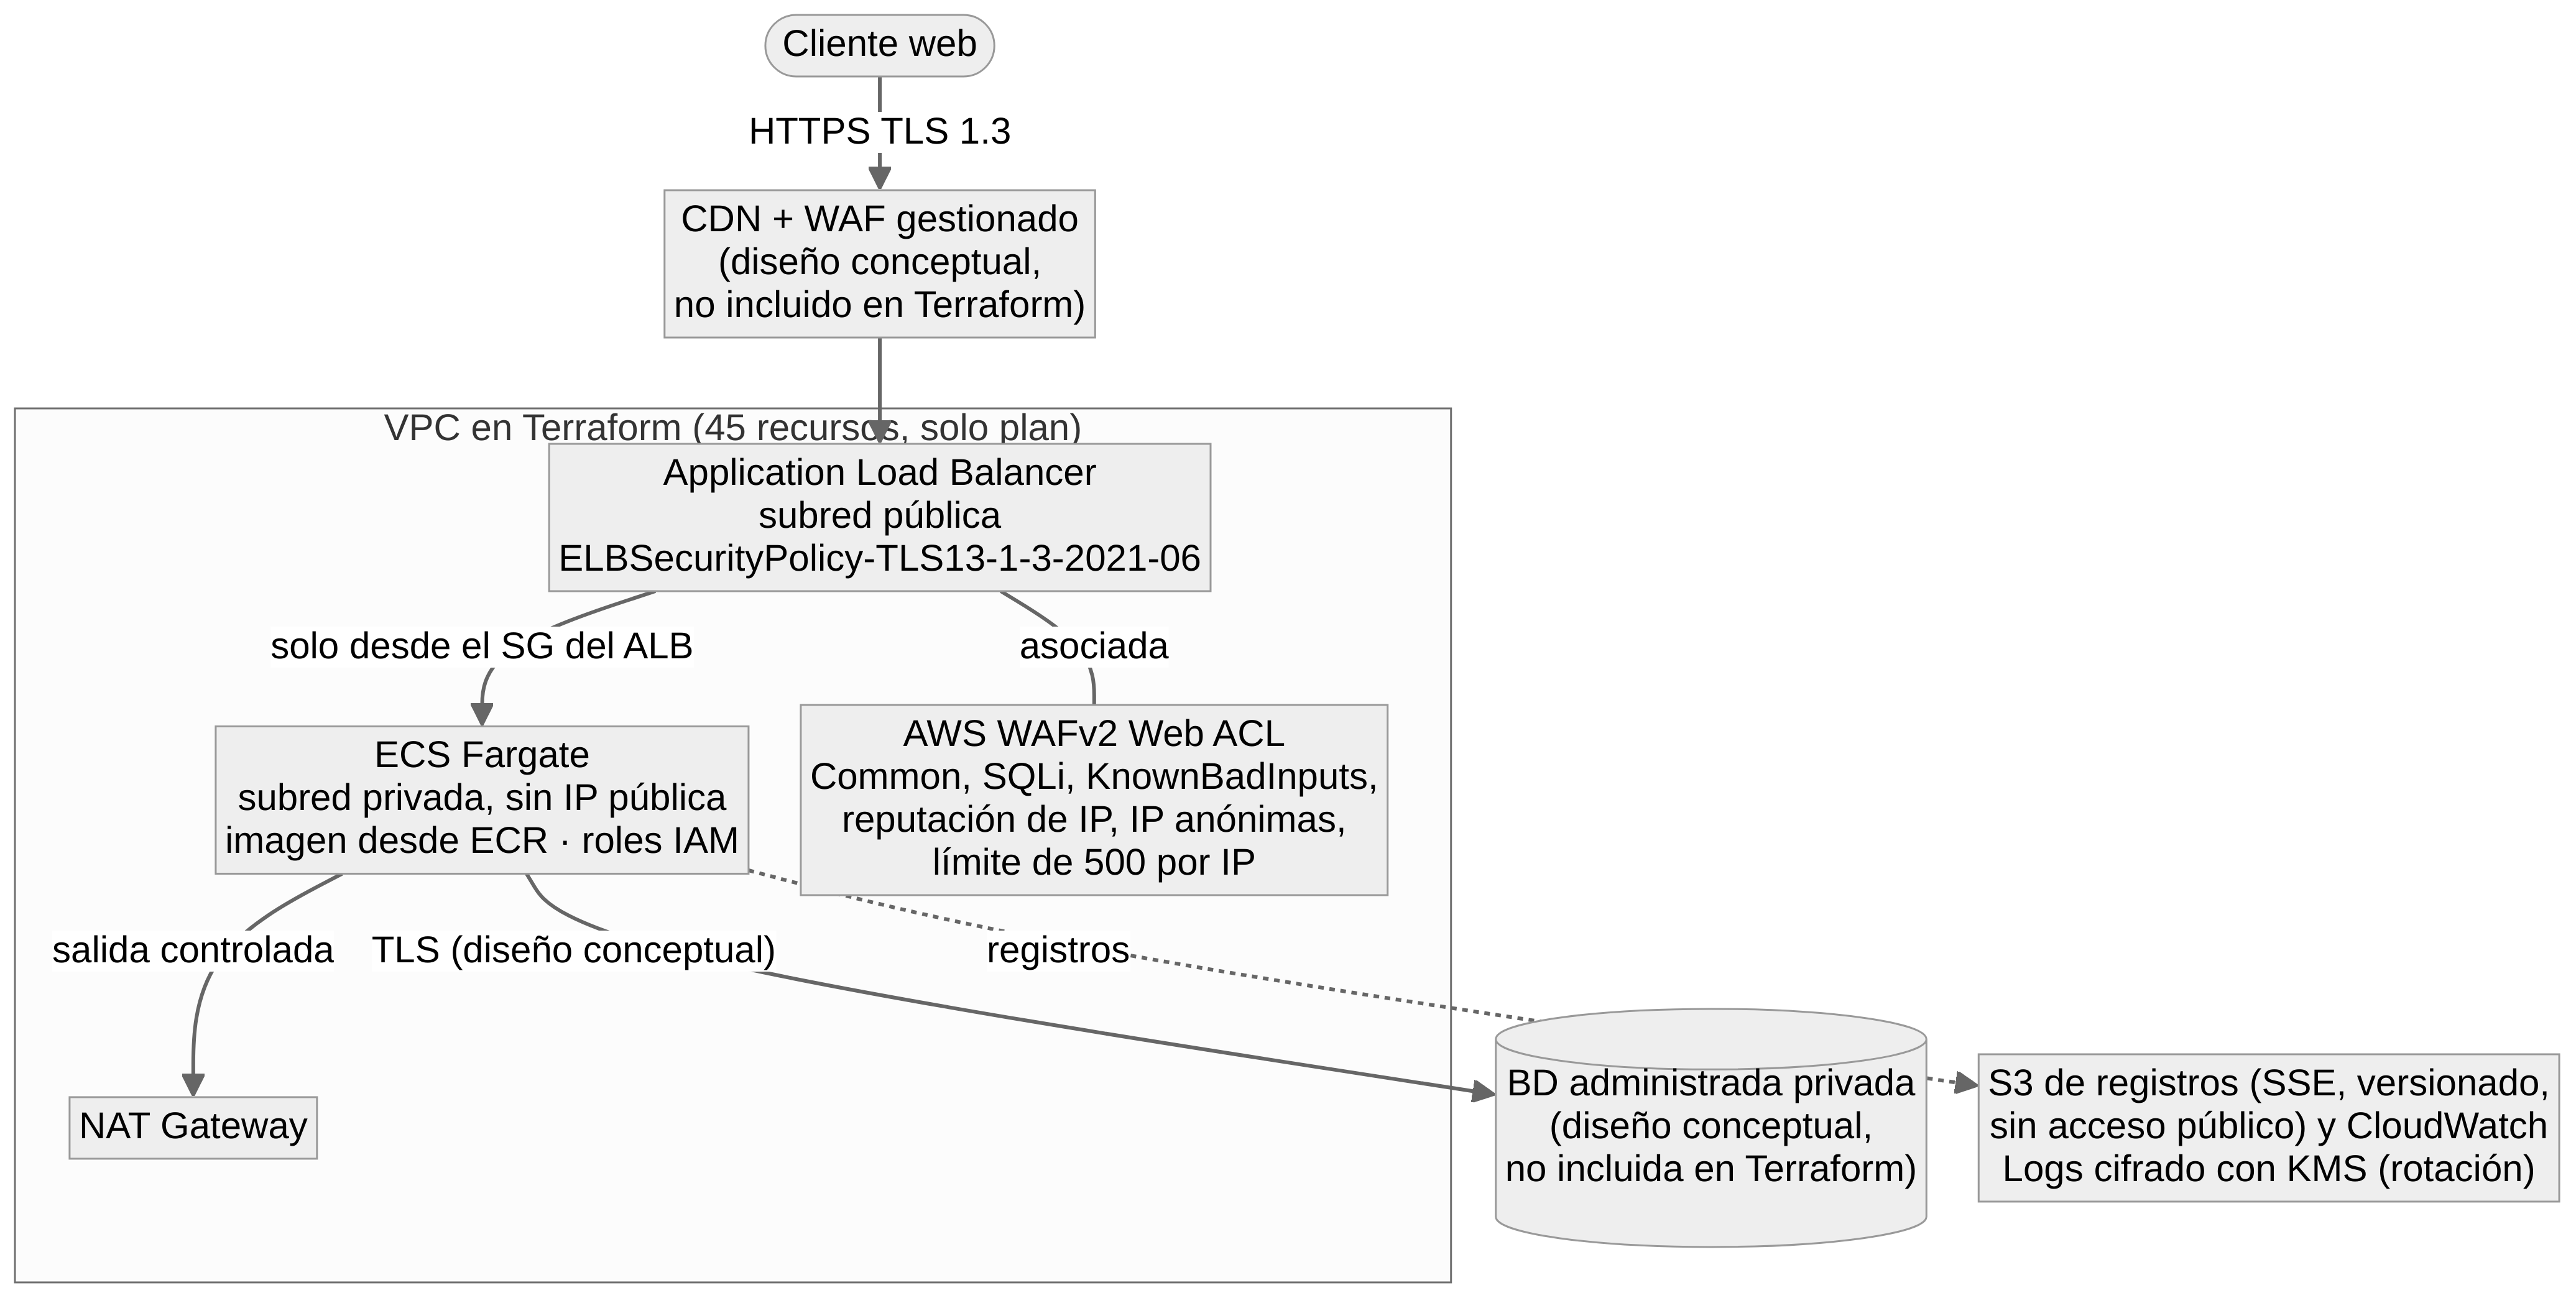 Cliente web
HTTPS TLS 1.3
CDN + WAF gestionado
(diseño conceptual,
no incluido en Terraform)
VPC en Terraform (45 recursos, solo plan)
Application Load Balancer
subred pública
ELBSecurityPolicy-TLS13-1-3-2021-06
solo desde el SG del ALB
asociada
ECS Fargate
subred privada, sin IP pública
imagen desde ECR · roles IAM
AWS WAFv2 Web ACL
Common, SQLi, KnownBadInputs,
reputación de IP, IP anónimas,
límite de 500 por IP
salida controlada
TLS (diseño conceptual)
registros
NAT Gateway
BD administrada privada
(diseño conceptual,
no incluida en Terraform)
S3 de registros (SSE, versionado,
sin acceso público) y CloudWatch
Logs cifrado con KMS (rotación)